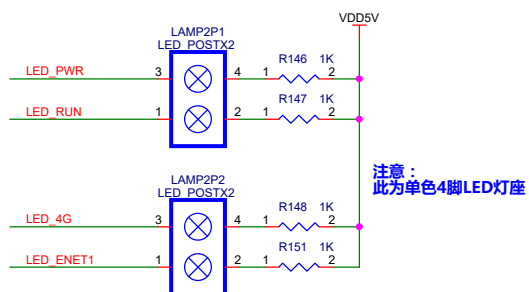 VDD5V
LAMP2P1
LED_POSTX2
LED_PWR 3 4 1 R146 1K 2
LED_RUN 1 2 1 R147 1K 2
注意：
此为单色4脚LED灯座
LAMP2P2
LED_POSTX2
LED_4G 3 4 1 R148 1K 2
LED_ENET1 1 2 1 R151 1K 2